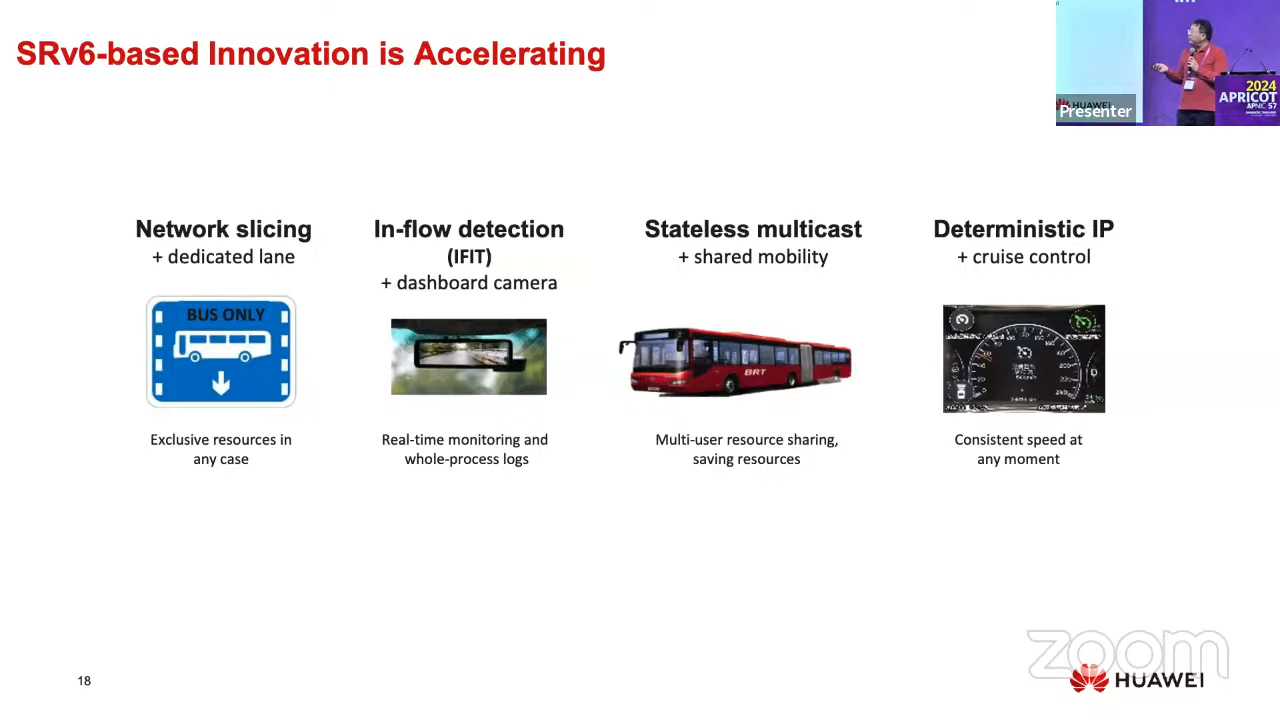 SRv6-based Innovation is Accelerating
2024
APRICOT
APNIC 57
HUAWEI
Presenter
Network slicing
+ dedicated lane
BUS ONLY
Exclusive resources in
any case
In-flow detection
(IFIT)
+ dashboard camera
Real-time monitoring and
whole-process logs
Stateless multicast
+ shared mobility
BRT
Multi-user resource sharing,
saving resources
Deterministic IP
+ cruise control
Consistent speed at
any moment
zoom
18
HUAWEI